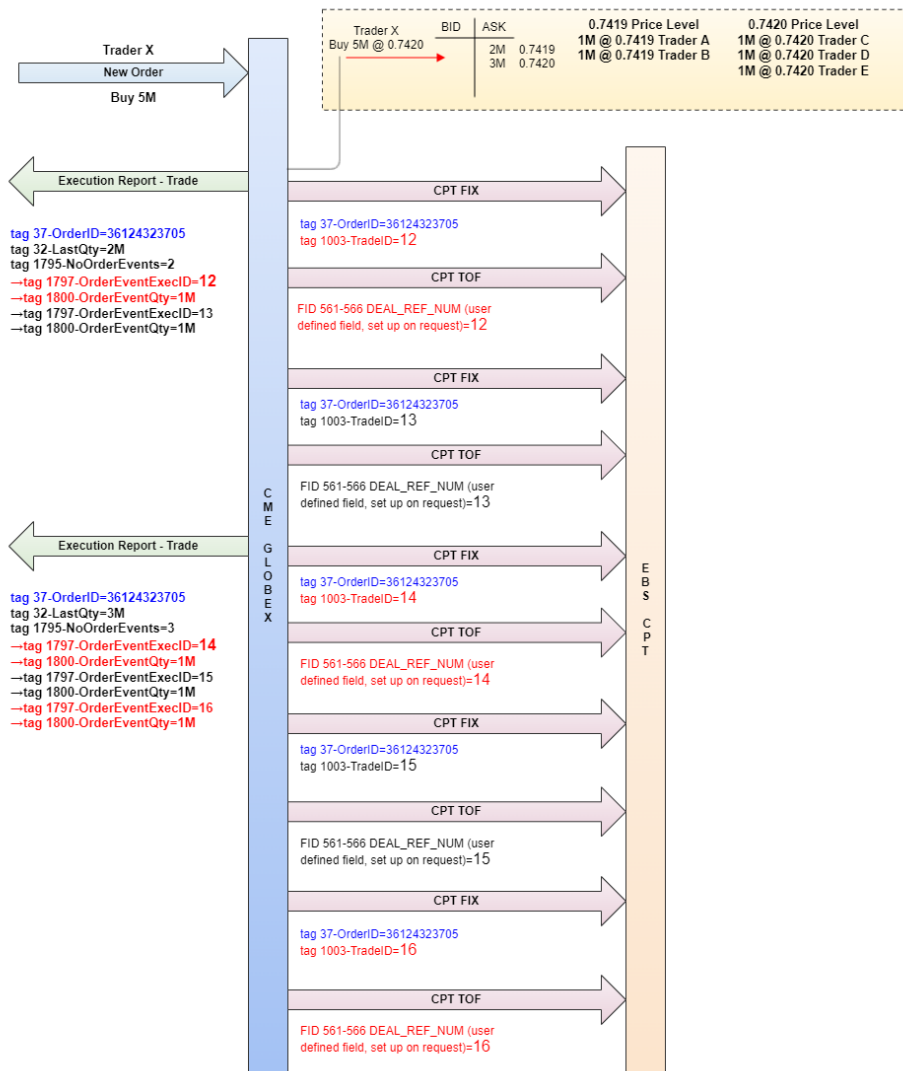 Trader X
New Order
Buy 5M
Trader X
Buy 5M @ 0.7420
BID ASK
2M 0.7419
3M 0.7420
0.7419 Price Level
1M @ 0.7419 Trader A
1M @ 0.7419 Trader B
0.7420 Price Level
1M @ 0.7420 Trader C
1M @ 0.7420 Trader D
1M @ 0.7420 Trader E
Execution Report - Trade
tag 37-OrderID=36124323705
tag 32-LastQty=2M
tag 1795-NoOrderEvents=2
→tag 1797-OrderEventExecID=12
→tag 1800-OrderEventQty=1M
→tag 1797-OrderEventExecID=13
→tag 1800-OrderEventQty=1M
Execution Report - Trade
tag 37-OrderID=36124323705
tag 32-LastQty=3M
tag 1795-NoOrderEvents=3
→tag 1797-OrderEventExecID=14
→tag 1800-OrderEventQty=1M
→tag 1797-OrderEventExecID=15
→tag 1800-OrderEventQty=1M
→tag 1797-OrderEventExecID=16
→tag 1800-OrderEventQty=1M
CME GLOBEX
CPT FIX
tag 37-OrderID=36124323705
tag 1003-TradeID=12
CPT TOF
FID 561-566 DEAL_REF_NUM (user
defined field, set up on request)=12
CPT FIX
tag 37-OrderID=36124323705
tag 1003-TradeID=13
CPT TOF
FID 561-566 DEAL_REF_NUM (user
defined field, set up on request)=13
CPT FIX
tag 37-OrderID=36124323705
tag 1003-TradeID=14
CPT TOF
FID 561-566 DEAL_REF_NUM (user
defined field, set up on request)=14
CPT FIX
tag 37-OrderID=36124323705
tag 1003-TradeID=15
CPT TOF
FID 561-566 DEAL_REF_NUM (user
defined field, set up on request)=15
CPT FIX
tag 37-OrderID=36124323705
tag 1003-TradeID=16
CPT TOF
FID 561-566 DEAL_REF_NUM (user
defined field, set up on request)=16
EBS CPT